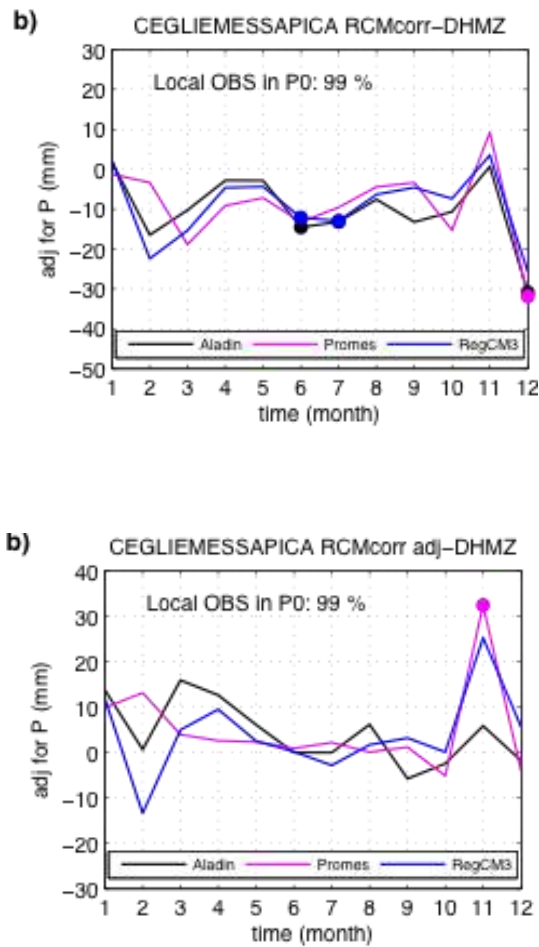 b)
CEGLIEMESSAPICA RCMcorr-DHMZ
30
20
10
0
−10
−20
−30
−40
−50
adj for P (mm)
Local OBS in P0: 99 %
Aladin Promes RegCM3
1 2 3 4 5 6 7 8 9 10 11 12
time (month)
b)
CEGLIEMESSAPICA RCMcorr adj-DHMZ
40
30
20
10
0
−10
−20
−30
adj for P (mm)
Local OBS in P0: 99 %
Aladin Promes RegCM3
1 2 3 4 5 6 7 8 9 10 11 12
time (month)